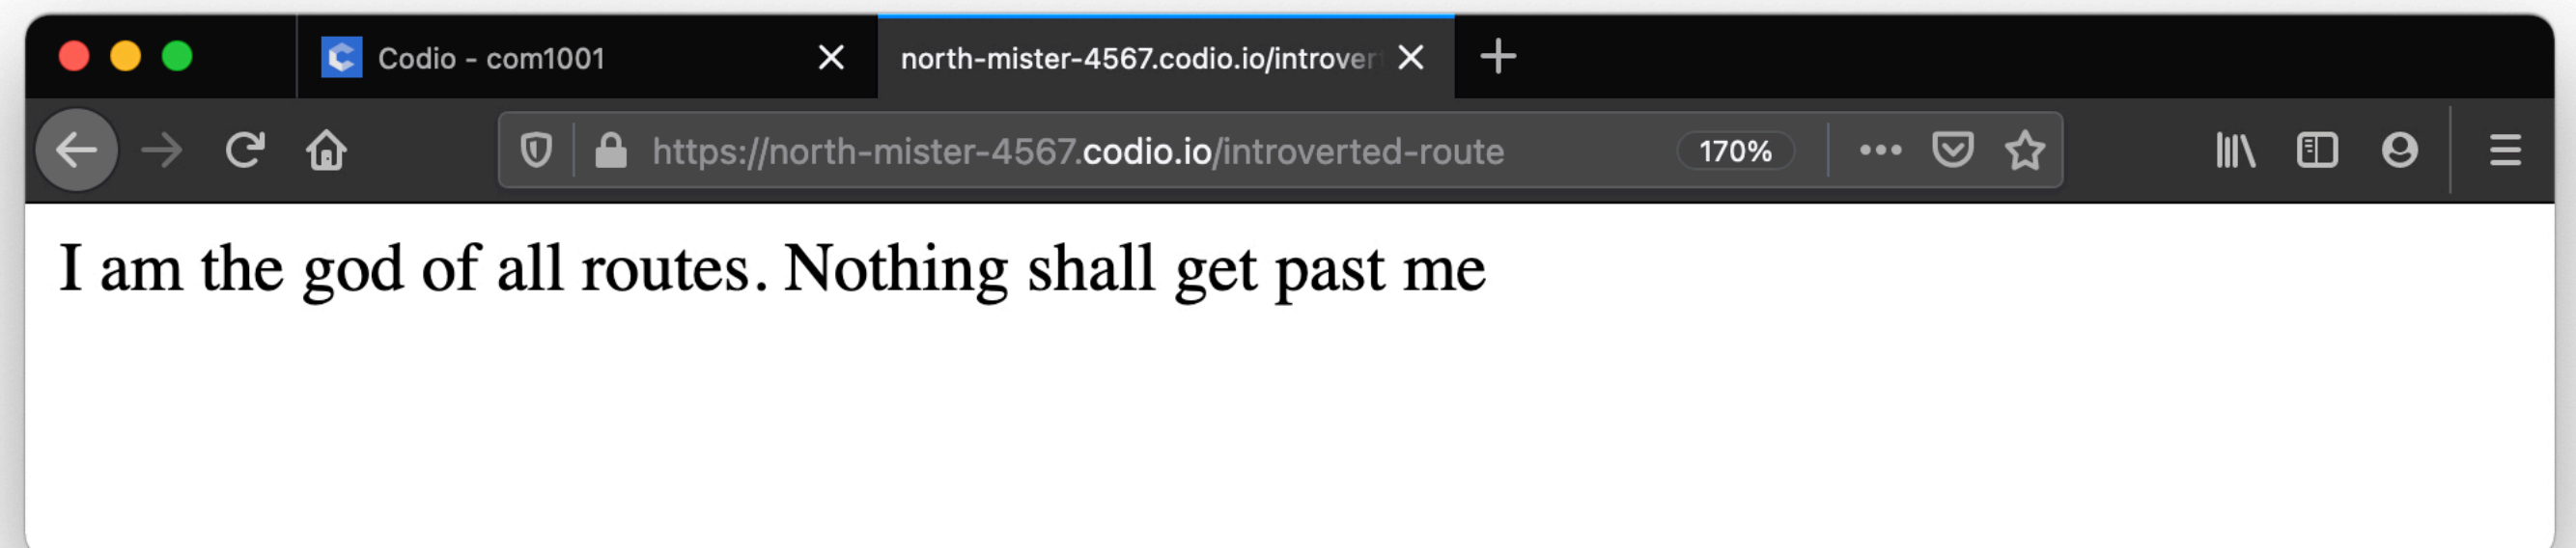 Codio - com1001
north-mister-4567.codio.io/introver
https://north-mister-4567.codio.io/introverted-route
170%
I am the god of all routes. Nothing shall get past me